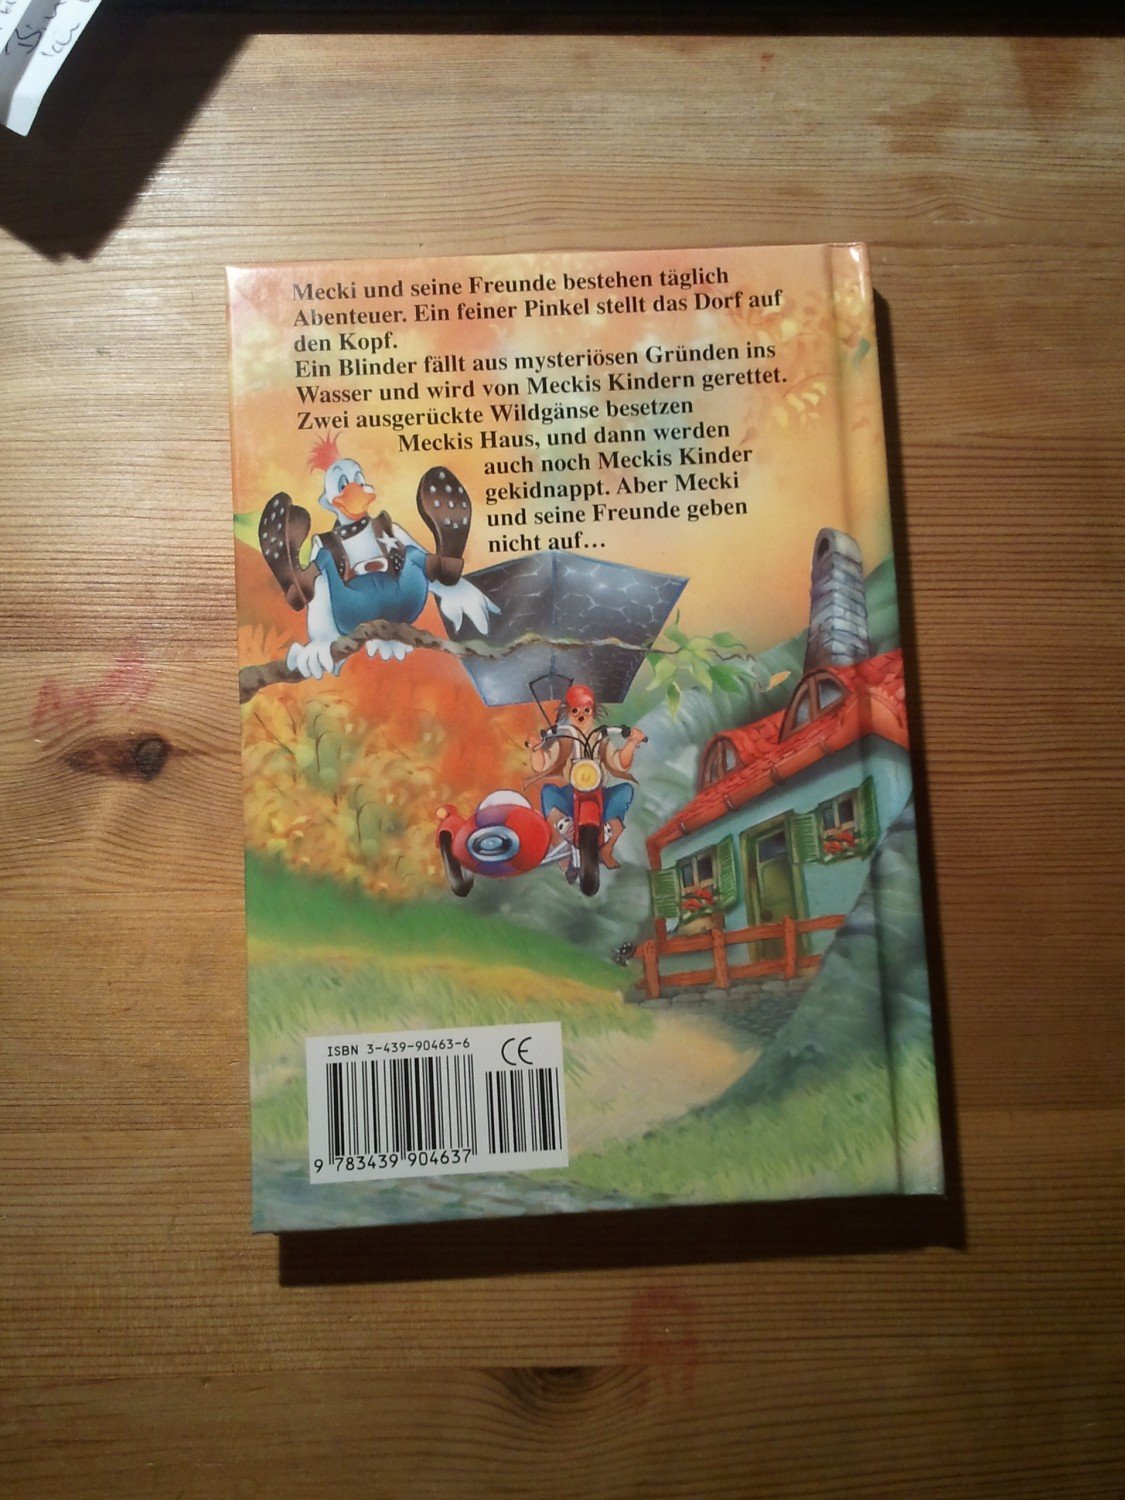 Mecki und seine Freunde bestehen täglich
Abenteuer. Ein feiner Pinkel stellt das Dorf auf
den Kopf.
Ein Blinder fällt aus mysteriösen Gründen ins
Wasser und wird von Meckis Kindern gerettet.
Zwei ausgerückte Wildgänse besetzen
Meckis Haus, und dann werden
auch noch Meckis Kinder
gekidnappt. Aber Mecki
und seine Freunde geben
nicht auf…
ISBN 3-439-90463-6
CE
9 783439 904637